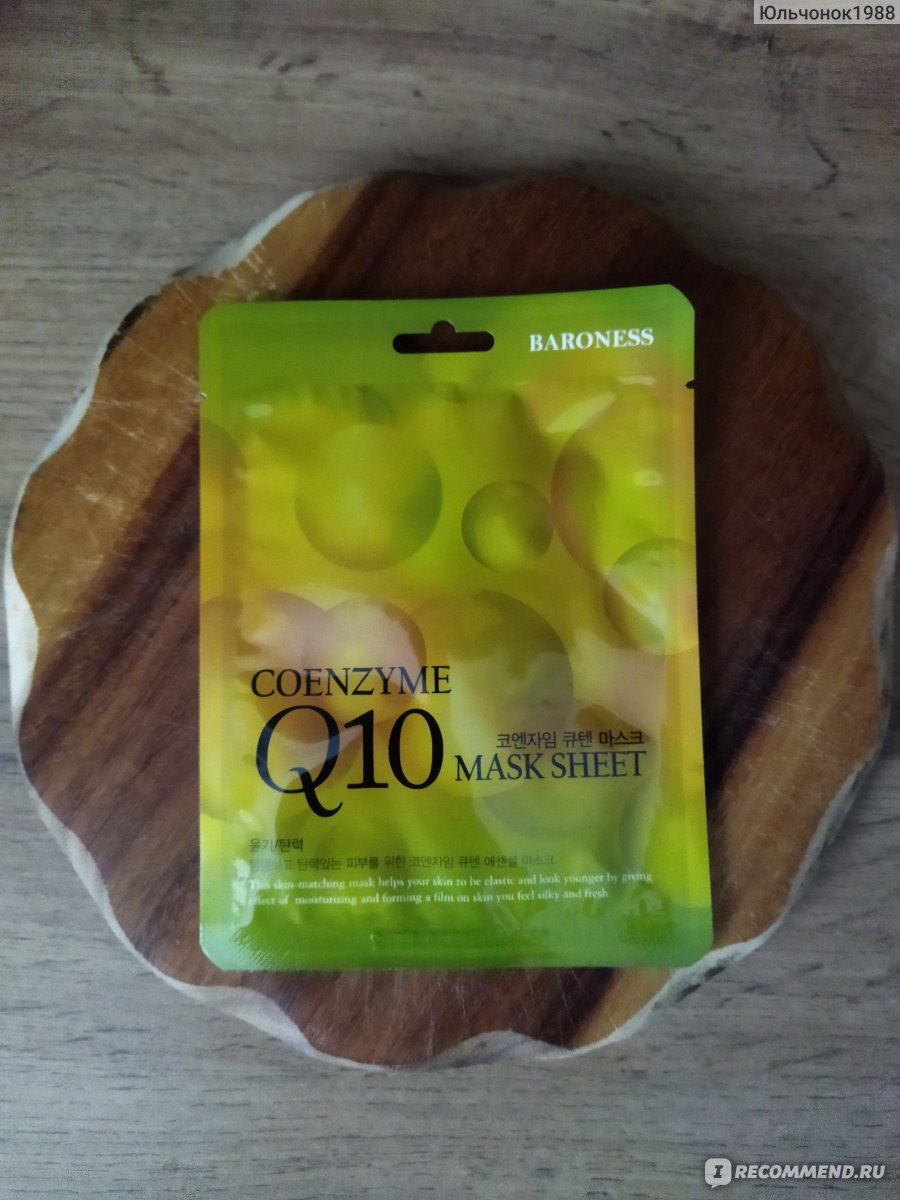 Юльчонок1988
BARONESS
COENZYME
Q10
코엔자임 큐텐 마스크
MASK SHEET
윤기/탄력
탄력있는 피부를 위한 코엔자임 큐텐 에센셜 마스크
This skin-matching mask helps your skin to be elastic and look younger by giving
effect of moisturizing and forming a film on skin you feel silky and fresh
IRECOMMEND.RU